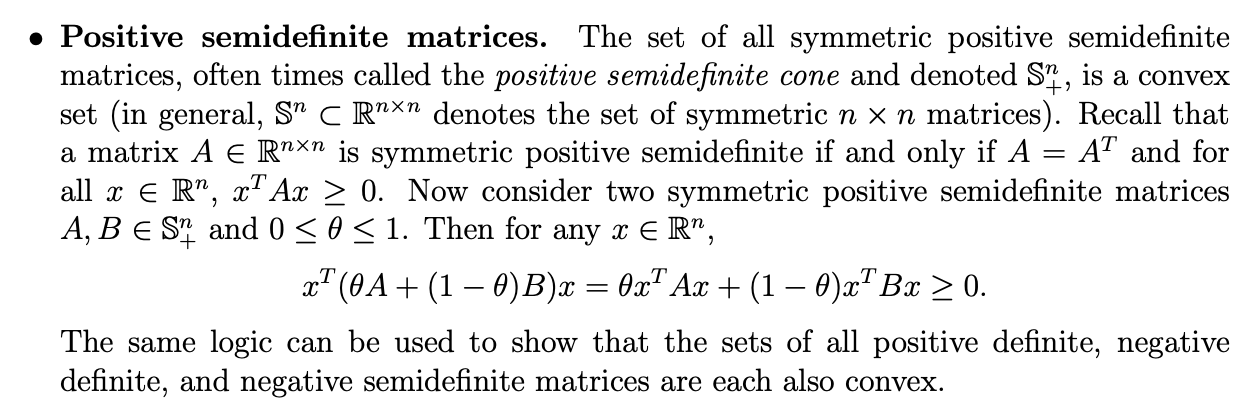 • Positive semidefinite matrices. The set of all symmetric positive semidefinite
matrices, often times called the positive semidefinite cone and denoted 𝕊ⁿ₊, is a convex
set (in general, 𝕊ⁿ ⊂ ℝⁿˣⁿ denotes the set of symmetric n × n matrices). Recall that
a matrix A ∈ ℝⁿˣⁿ is symmetric positive semidefinite if and only if A = Aᵀ and for
all x ∈ ℝⁿ, xᵀAx ≥ 0. Now consider two symmetric positive semidefinite matrices
A, B ∈ 𝕊ⁿ₊ and 0 ≤ θ ≤ 1. Then for any x ∈ ℝⁿ,
xᵀ(θA + (1 − θ)B)x = θxᵀAx + (1 − θ)xᵀBx ≥ 0.
The same logic can be used to show that the sets of all positive definite, negative
definite, and negative semidefinite matrices are each also convex.